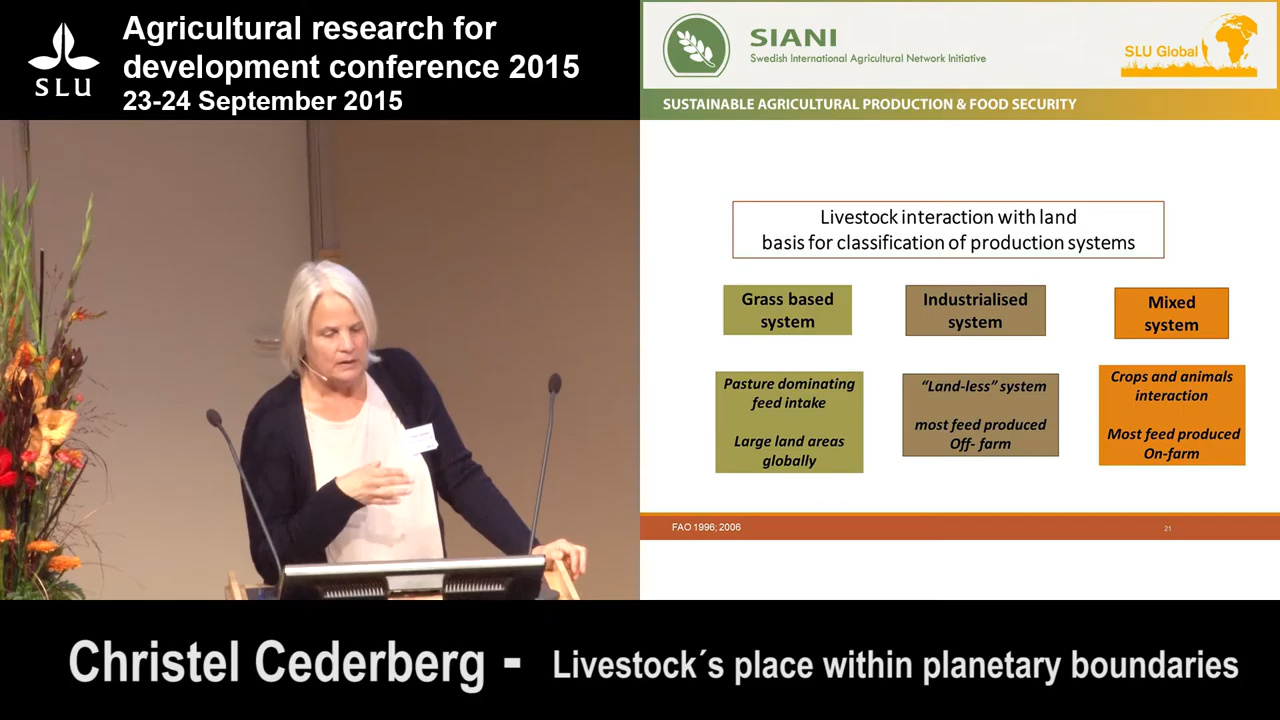 SLU
Agricultural research for
development conference 2015
23-24 September 2015
SIANI
Swedish International Agricultural Network Initiative
SLU Global
SUSTAINABLE AGRICULTURAL PRODUCTION & FOOD SECURITY
Livestock interaction with land
basis for classification of production systems
Grass based
system
Industrialised
system
Mixed
system
Pasture dominating
feed intake
Large land areas
globally
“Land-less” system
most feed produced
Off- farm
Crops and animals
interaction
Most feed produced
On-farm
FAO 1996; 2006
21
Christel Cederberg - Livestock´s place within planetary boundaries